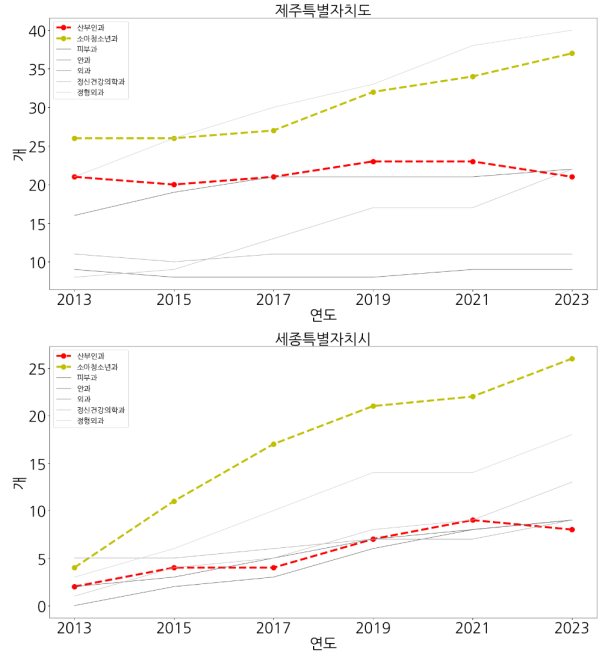 제주특별자치도
산부인과
소아청소년과
피부과
안과
외과
정신건강의학과
정형외과
40
35
30
25
20
15
10
개
2013 2015 2017 2019 2021 2023
연도
세종특별자치시
산부인과
소아청소년과
피부과
안과
외과
정신건강의학과
정형외과
25
20
15
10
5
0
개
2013 2015 2017 2019 2021 2023
연도